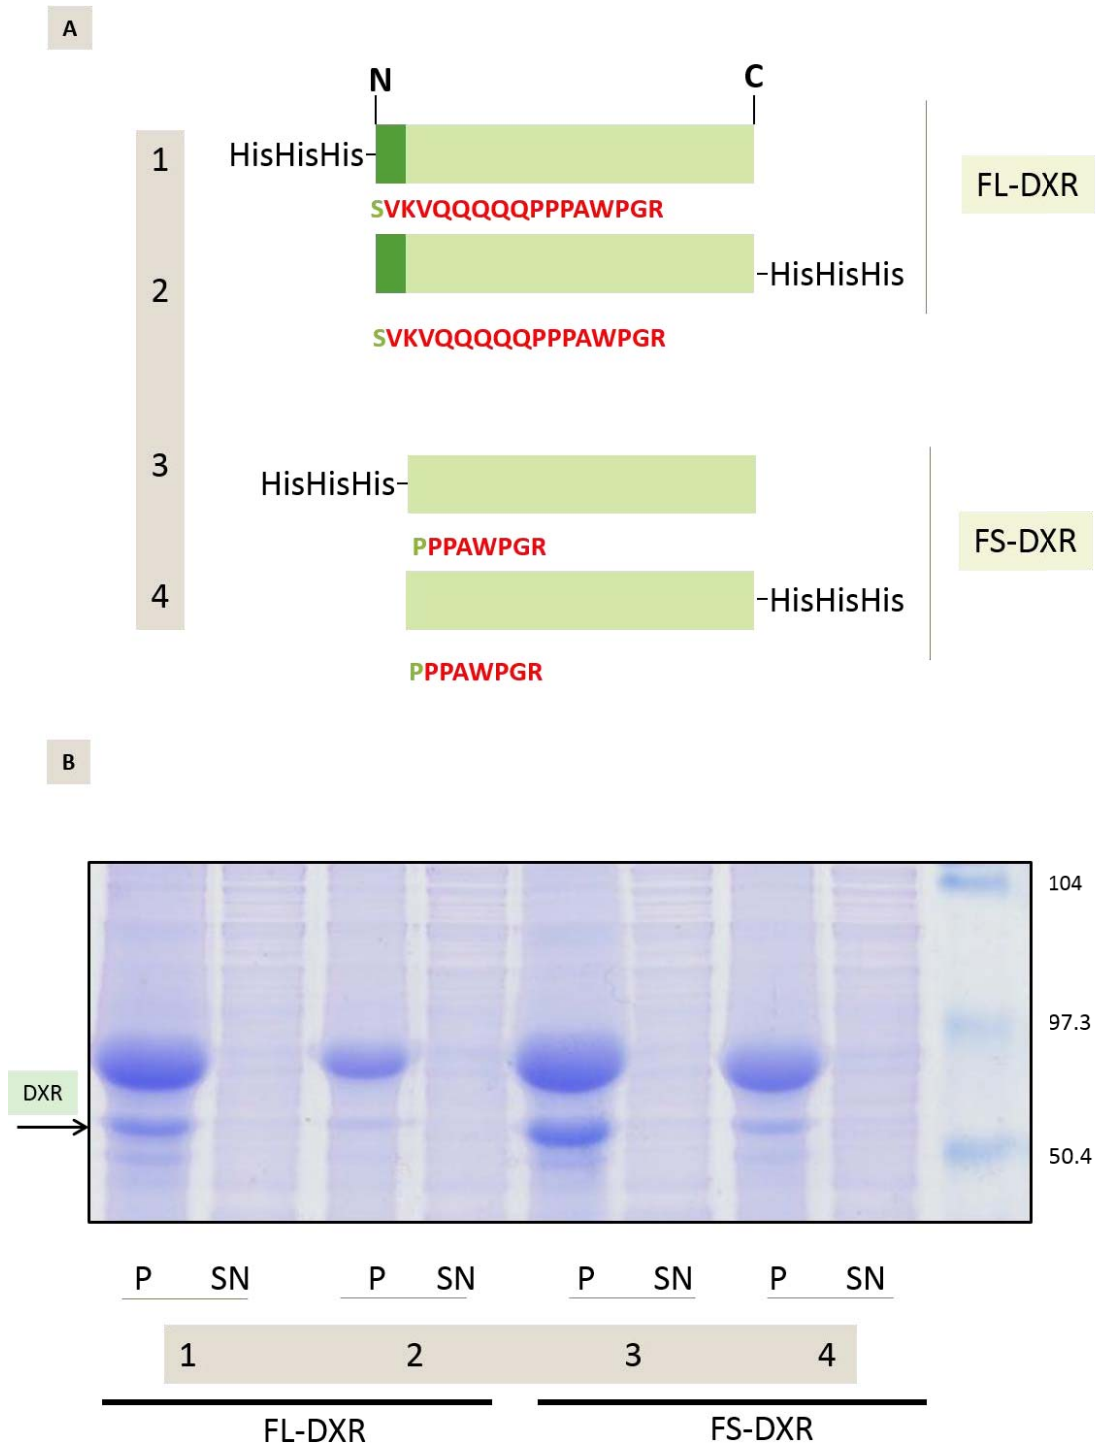 A
N C
1
HisHisHis
FL-DXR
SVKVQQQQQPPPAWPGR
2
HisHisHis
SVKVQQQQQPPPAWPGR
3
HisHisHis
FS-DXR
PPPAWPGR
4
HisHisHis
PPPAWPGR
B
104
97.3
DXR
50.4
P SN P SN P SN P SN
1 2 3 4
FL-DXR FS-DXR